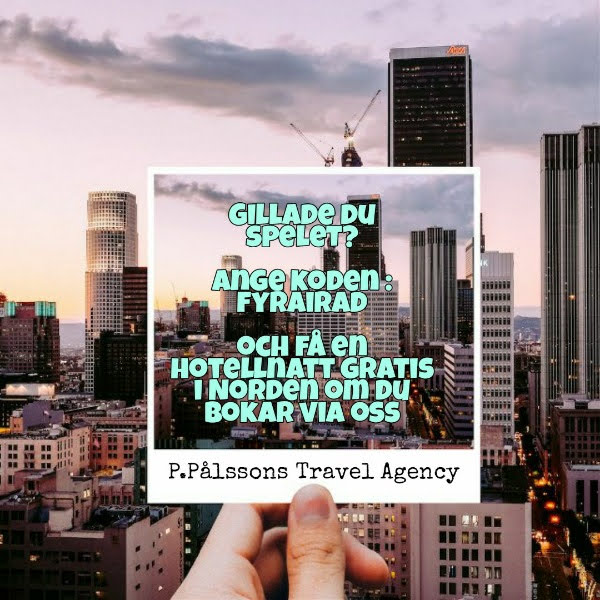 Gillade du
spelet?
Ange koden :
FYRAIRAD
och få en
hotellnatt gratis
i Norden om du
bokar via oss
P.Pålssons Travel Agency